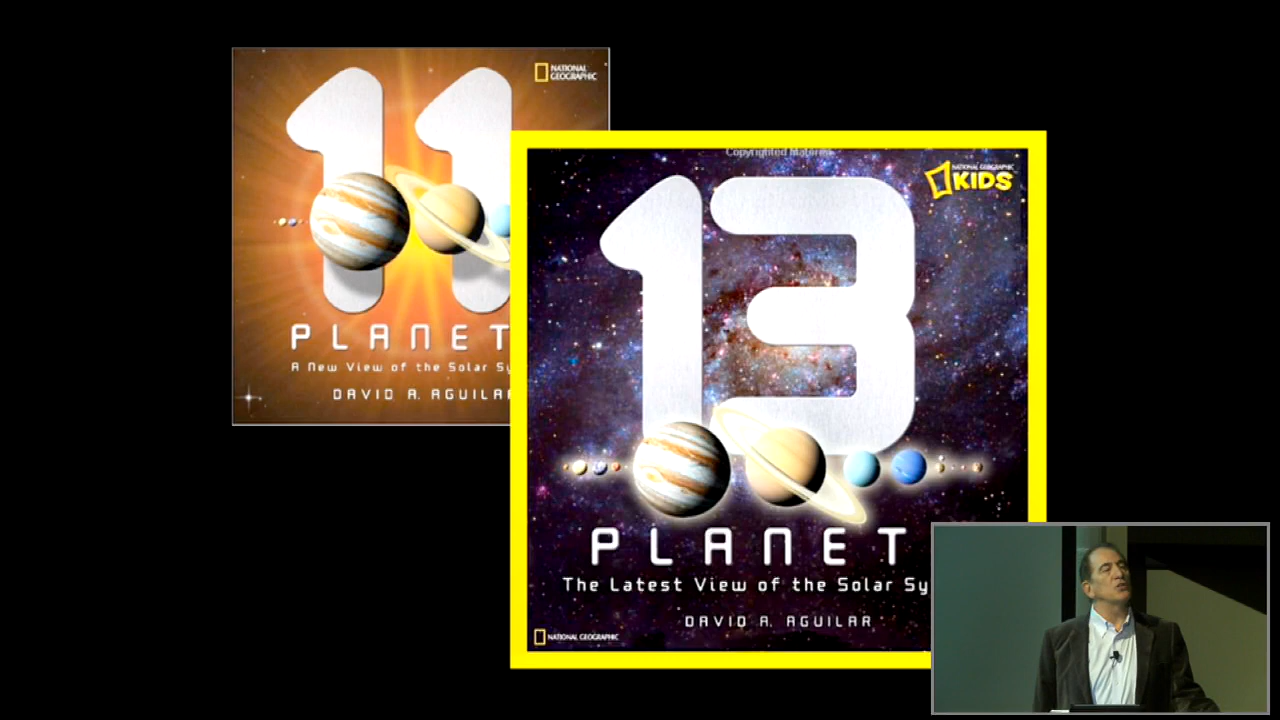 NATIONAL
GEOGRAPHIC
11
PLANET
A New View of the Solar Sy
DAVID A. AGUILAR
Copyrighted Material
NATIONAL GEOGRAPHIC
KIDS
13
PLANET
The Latest View of the Solar Sy
DAVID A. AGUILAR
NATIONAL GEOGRAPHIC